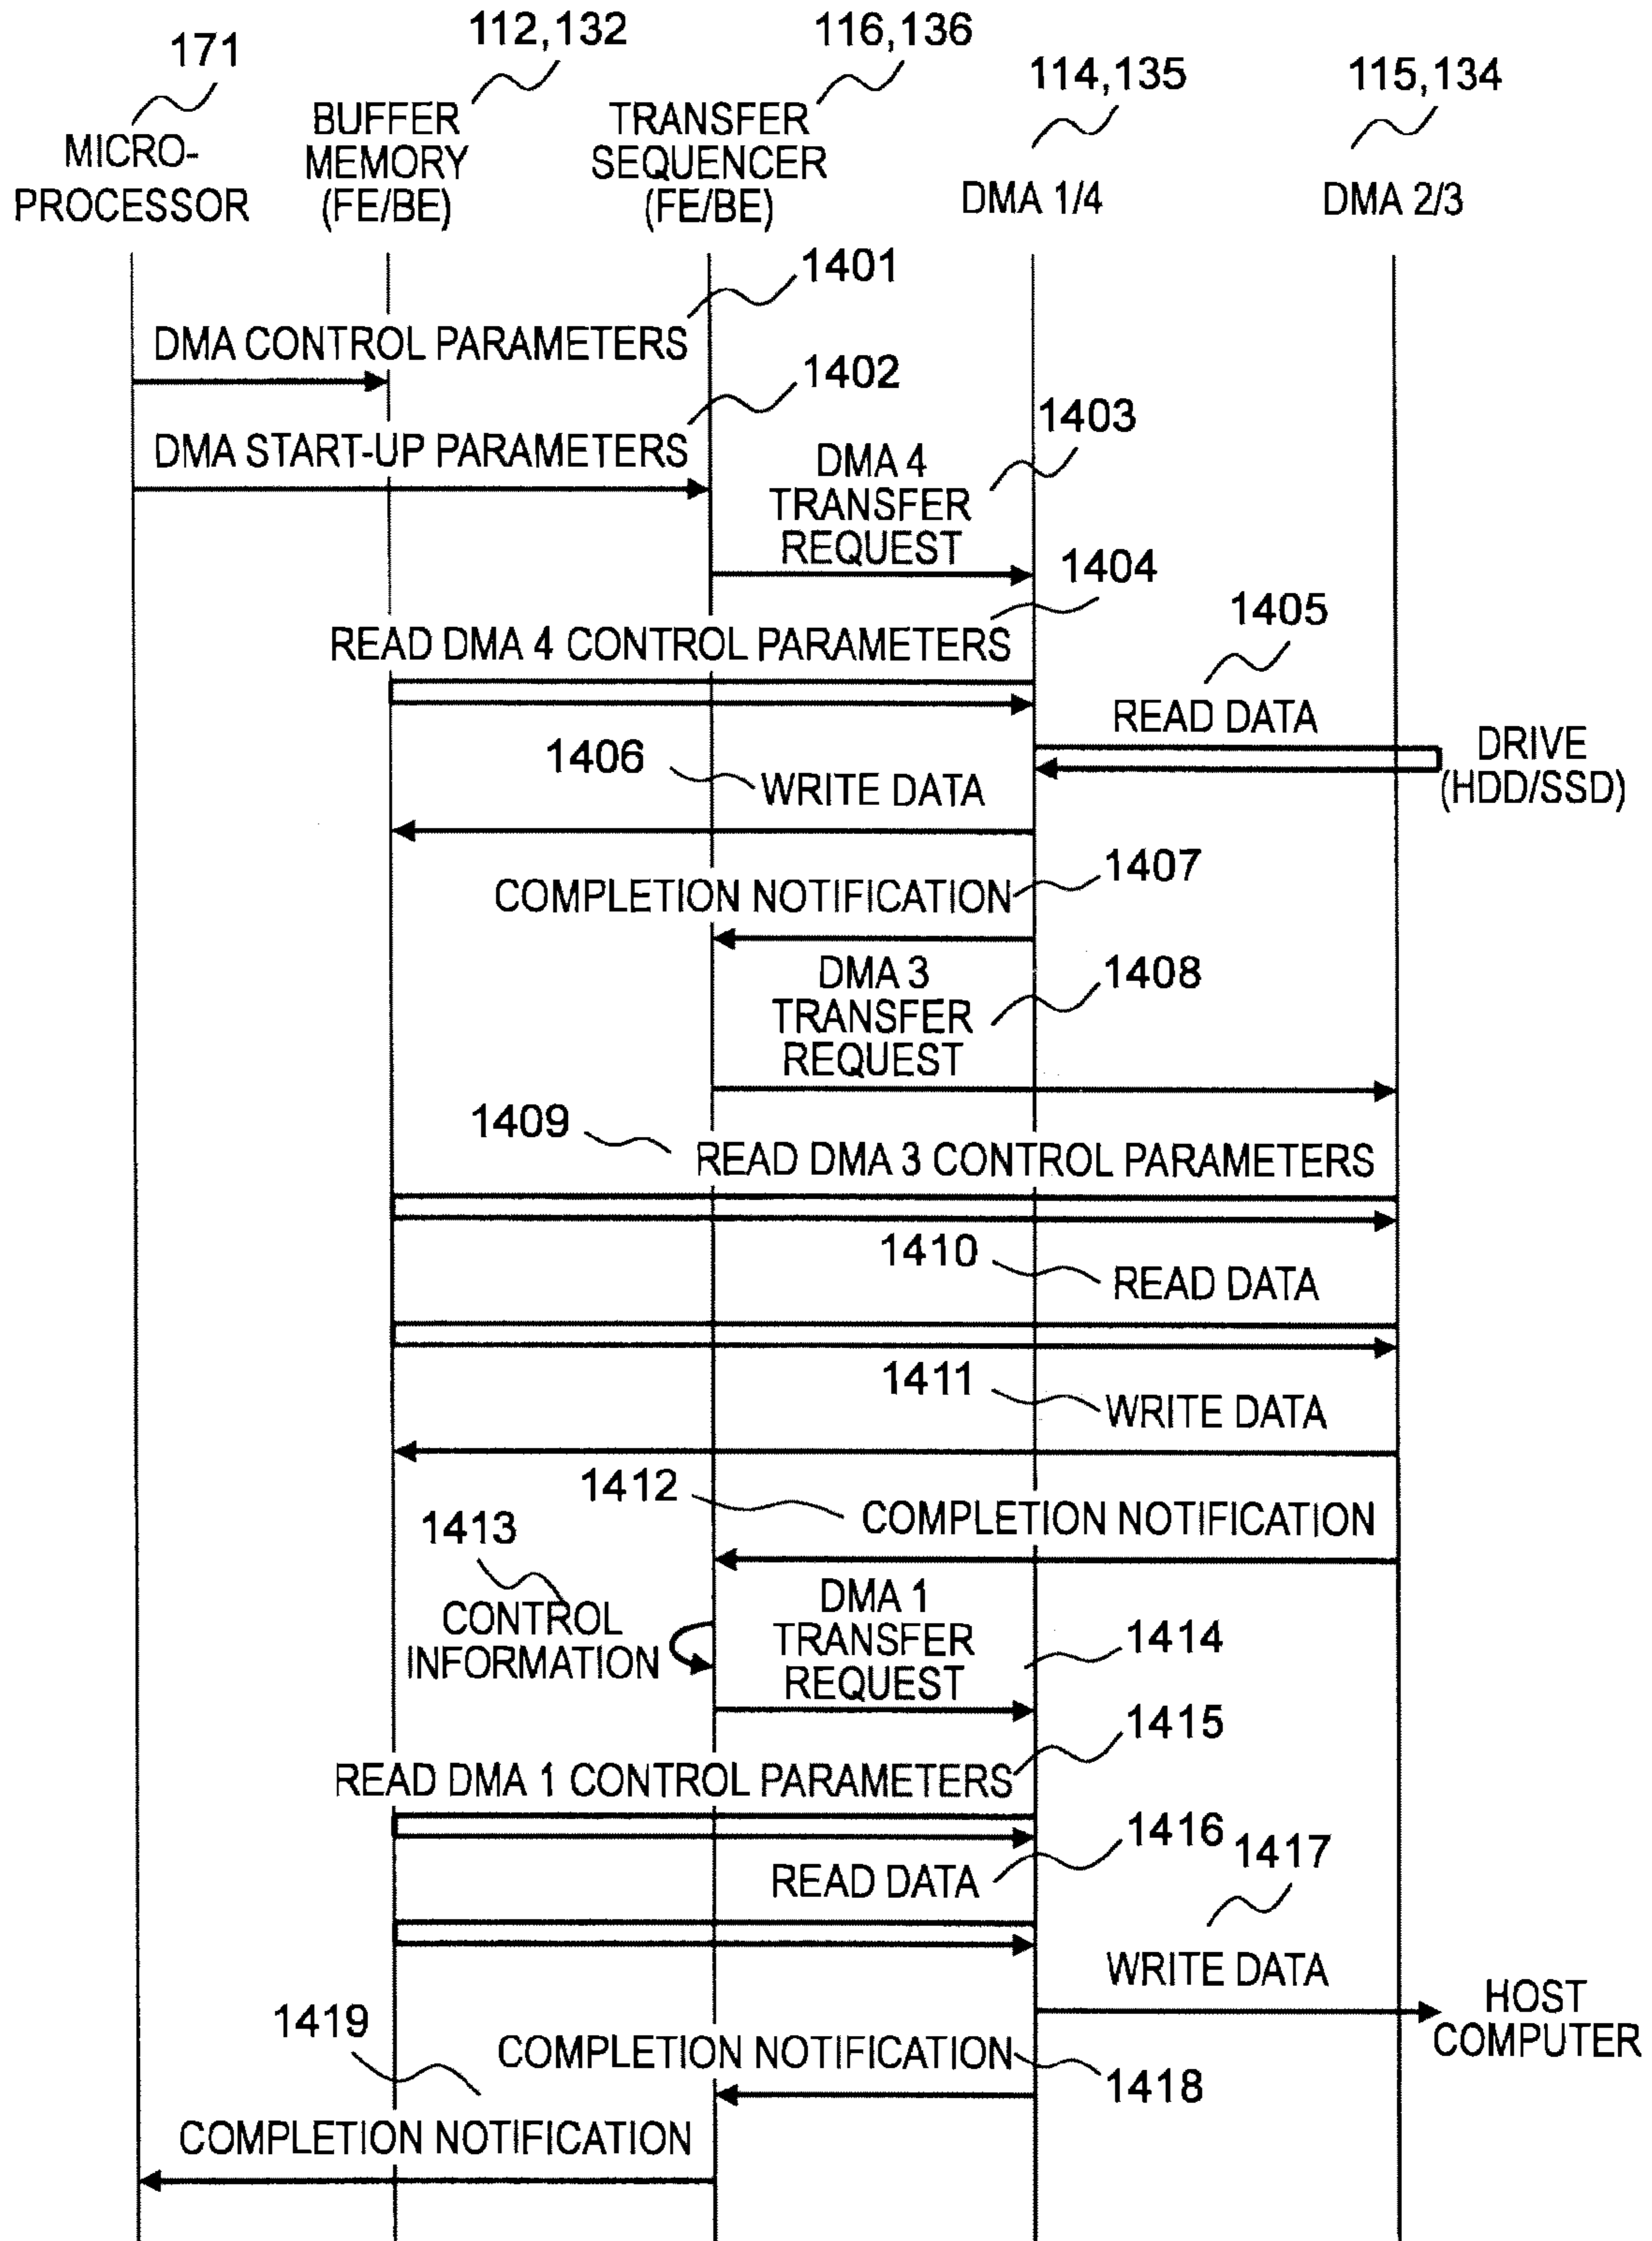 171
112,132
116,136
114,135
115,134
MICRO-
PROCESSOR
BUFFER
MEMORY
(FE/BE)
TRANSFER
SEQUENCER
(FE/BE)
DMA 1/4
DMA 2/3
1401
DMA CONTROL PARAMETERS
1402
DMA START-UP PARAMETERS
1403
DMA 4
TRANSFER
REQUEST
1404
READ DMA 4 CONTROL PARAMETERS
1405
READ DATA
DRIVE
(HDD/SSD)
1406
WRITE DATA
1407
COMPLETION NOTIFICATION
1408
DMA 3
TRANSFER
REQUEST
1409
READ DMA 3 CONTROL PARAMETERS
1410
READ DATA
1411
WRITE DATA
1412
COMPLETION NOTIFICATION
1413
CONTROL
INFORMATION
DMA 1
TRANSFER
REQUEST
1414
1415
READ DMA 1 CONTROL PARAMETERS
1416
READ DATA
1417
WRITE DATA
HOST
COMPUTER
1419
COMPLETION NOTIFICATION
1418
COMPLETION NOTIFICATION